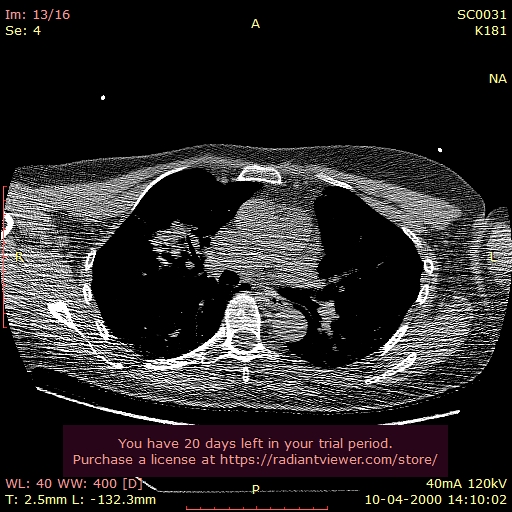 Im: 13/16
Se: 4
A
SC0031
K181
NA
R
L
You have 20 days left in your trial period.
Purchase a license at https://radiantviewer.com/store/
WL: 40 WW: 400 [D]
T: 2.5mm L: -132.3mm
P
40mA 120kV
10-04-2000 14:10:02